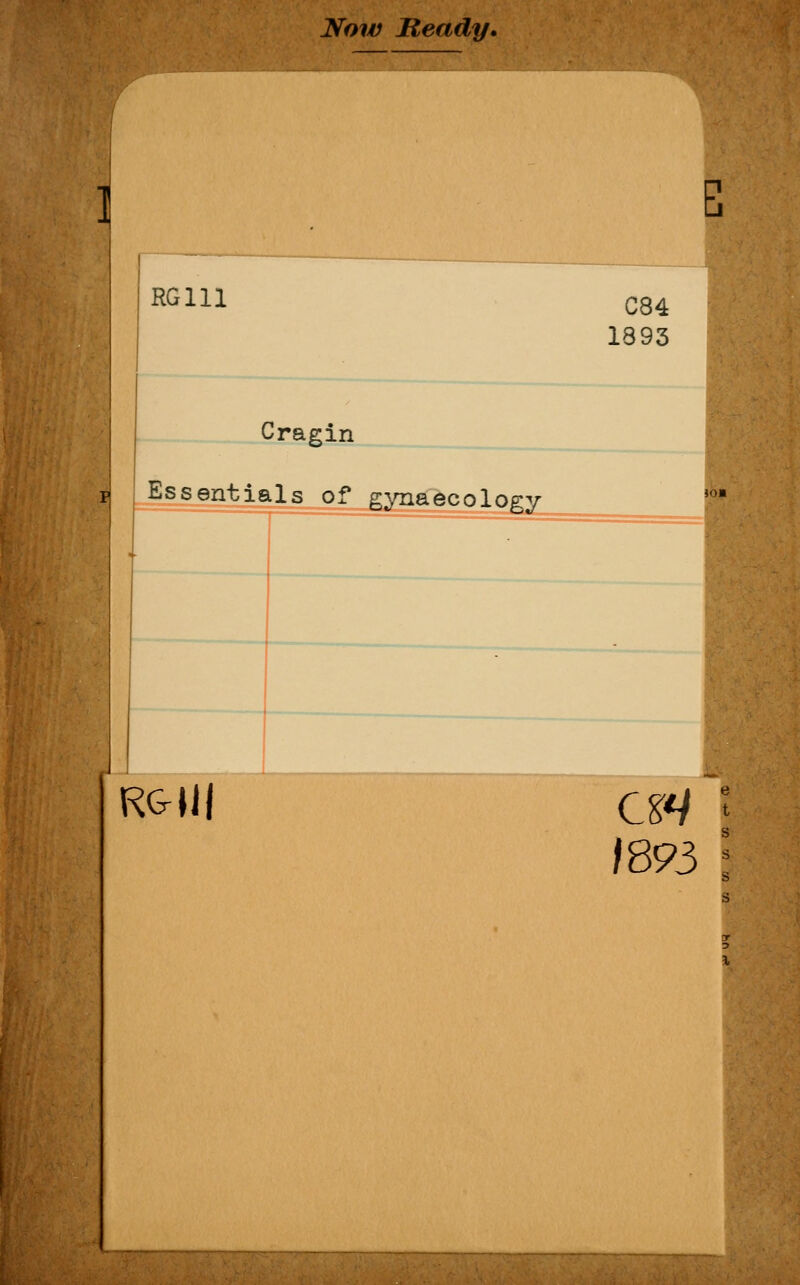 Now Ready.
RG111 C84
1893
Cragin
Essentials of gynaecology
RG111 C84
1893